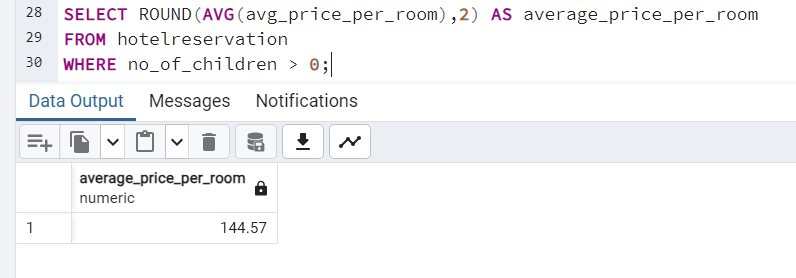 28 SELECT ROUND(AVG(avg_price_per_room),2) AS average_price_per_room
29 FROM hotelreservation
30 WHERE no_of_children > 0;
Data Output Messages Notifications
average_price_per_room
numeric
1 144.57